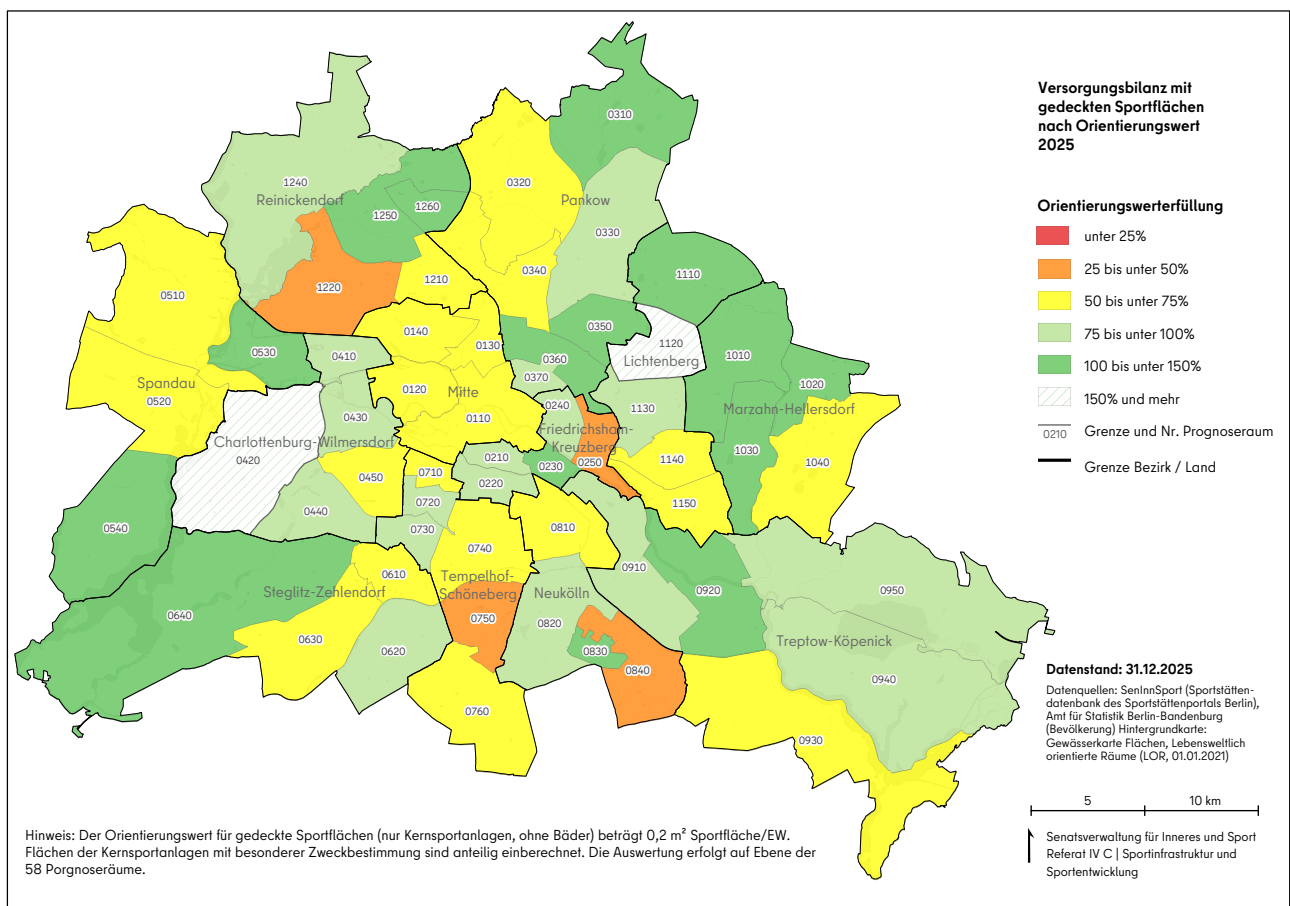 Versorgungsbilanz mit
gedeckten Sportflächen
nach Orientierungswert
2025
Orientierungswerterfüllung
unter 25%
25 bis unter 50%
50 bis unter 75%
75 bis unter 100%
100 bis unter 150%
150% und mehr
0210 Grenze und Nr. Prognoseraum
Grenze Bezirk / Land
0310
1240
0320
Reinickendorf
Pankow
1250
1260
0330
0340
1110
1210
1220
0510
0350
0140
0130
1120
Lichtenberg
0530
0410
0360
1010
0370
Spandau
0520
0120
Mitte
1020
0240
1130
Marzahn-Hellersdorf
0430
0110
Friedrichshain-
Kreuzberg
Charlottenburg-Wilmersdorf
0420
0210
0230
0250
1140
1030
1040
0450
0710
0220
0720
1150
0440
0730
0540
0810
0740
0910
0610
Tempelhof-
Schöneberg
Steglitz-Zehlendorf
Neukölln
0920
0950
0640
0750
0820
0630
0620
0830
0840
Treptow-Köpenick
0940
0760
0930
Datenstand: 31.12.2025
Datenquellen: SenInnSport (Sportstätten-
datenbank des Sportstättenportals Berlin),
Amt für Statistik Berlin-Bandenburg
(Bevölkerung) Hintergrundkarte:
Gewässerkarte Flächen, Lebensweltlich
orientierte Räume (LOR, 01.01.2021)
5 10 km
Senatsverwaltung für Inneres und Sport
Referat IV C | Sportinfrastruktur und
Sportentwicklung
Hinweis: Der Orientierungswert für gedeckte Sportflächen (nur Kernsportanlagen, ohne Bäder) beträgt 0,2 m² Sportfläche/EW.
Flächen der Kernsportanlagen mit besonderer Zweckbestimmung sind anteilig einberechnet. Die Auswertung erfolgt auf Ebene der
58 Porgnoseräume.